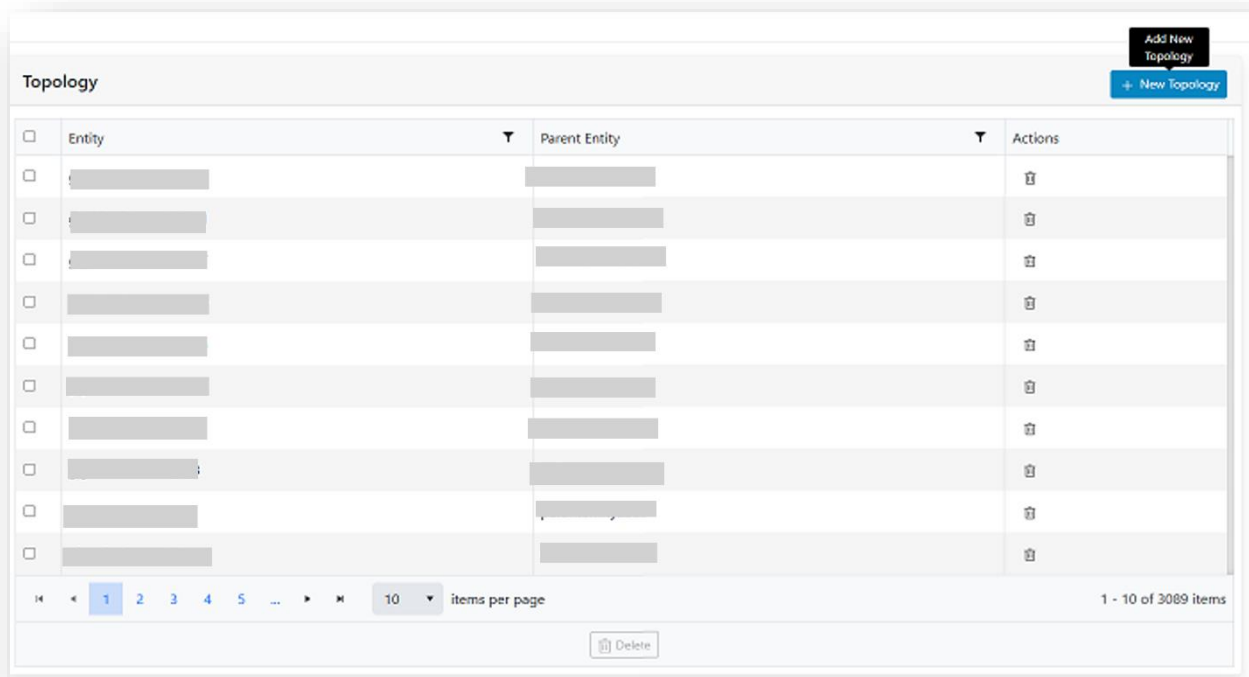 Add New
Topology
Topology
+ New Topology
Entity
Parent Entity
Actions
1 2 3 4 5 ... 10 items per page
1 - 10 of 3089 items
Delete